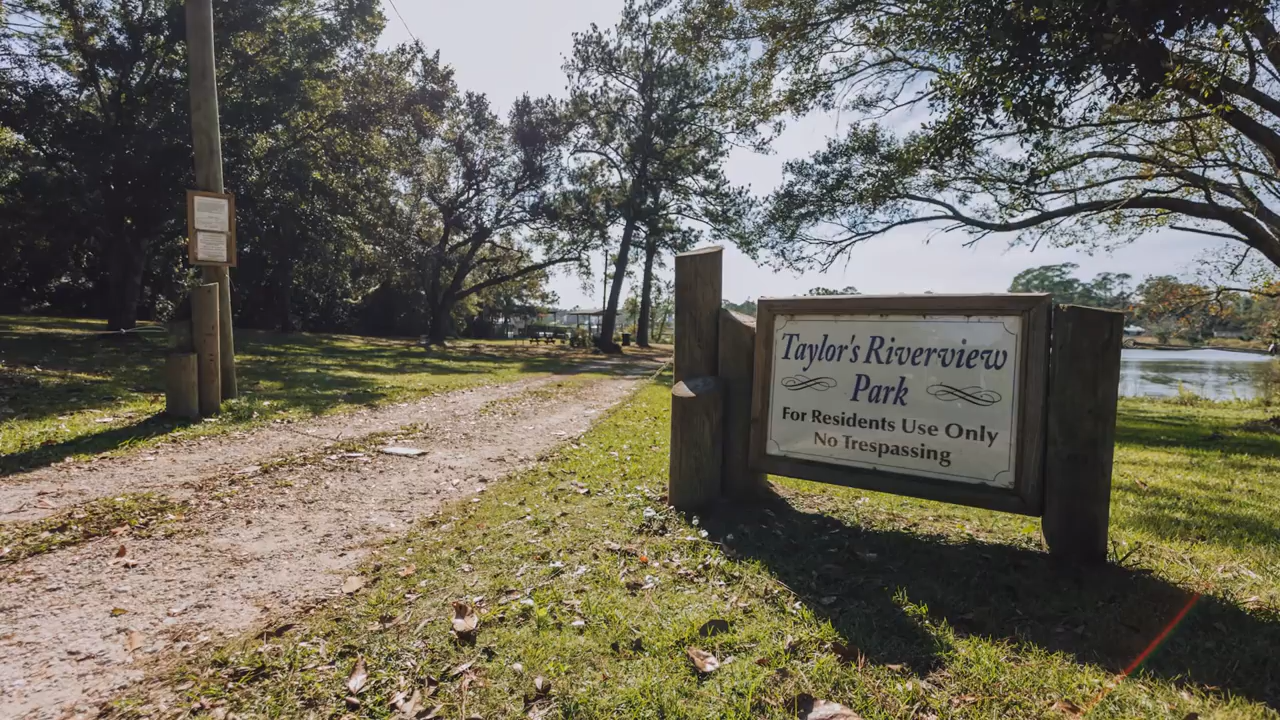 Taylor's Riverview
Park
For Residents Use Only
No Trespassing